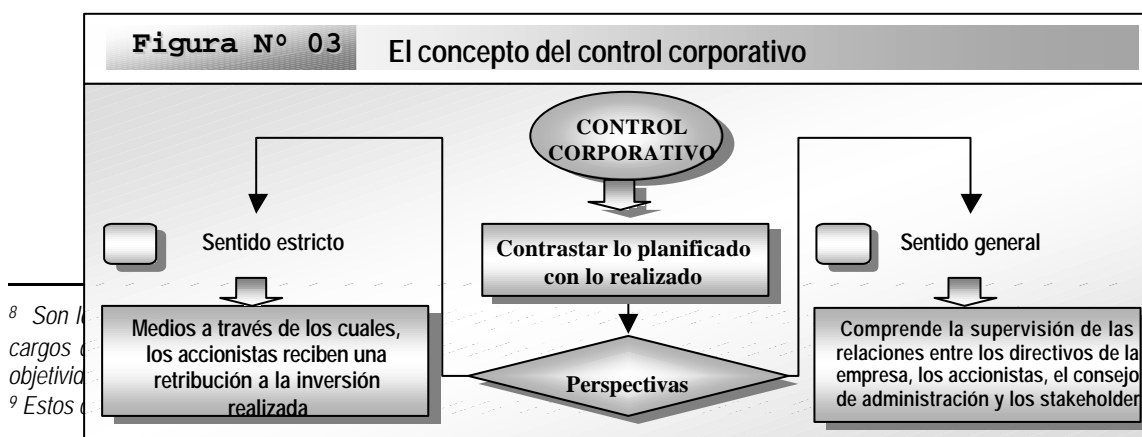 Figura Nº 03
El concepto del control corporativo
CONTROL
CORPORATIVO
Contrastar lo planificado
con lo realizado
Perspectivas
Sentido estricto
Medios a través de los cuales,
los accionistas reciben una
retribución a la inversión
realizada
Sentido general
Comprende la supervisión de las
relaciones entre los directivos de la
empresa, los accionistas, el consejo
de administración y los stakeholder
8 Son
cargos
9 Estos